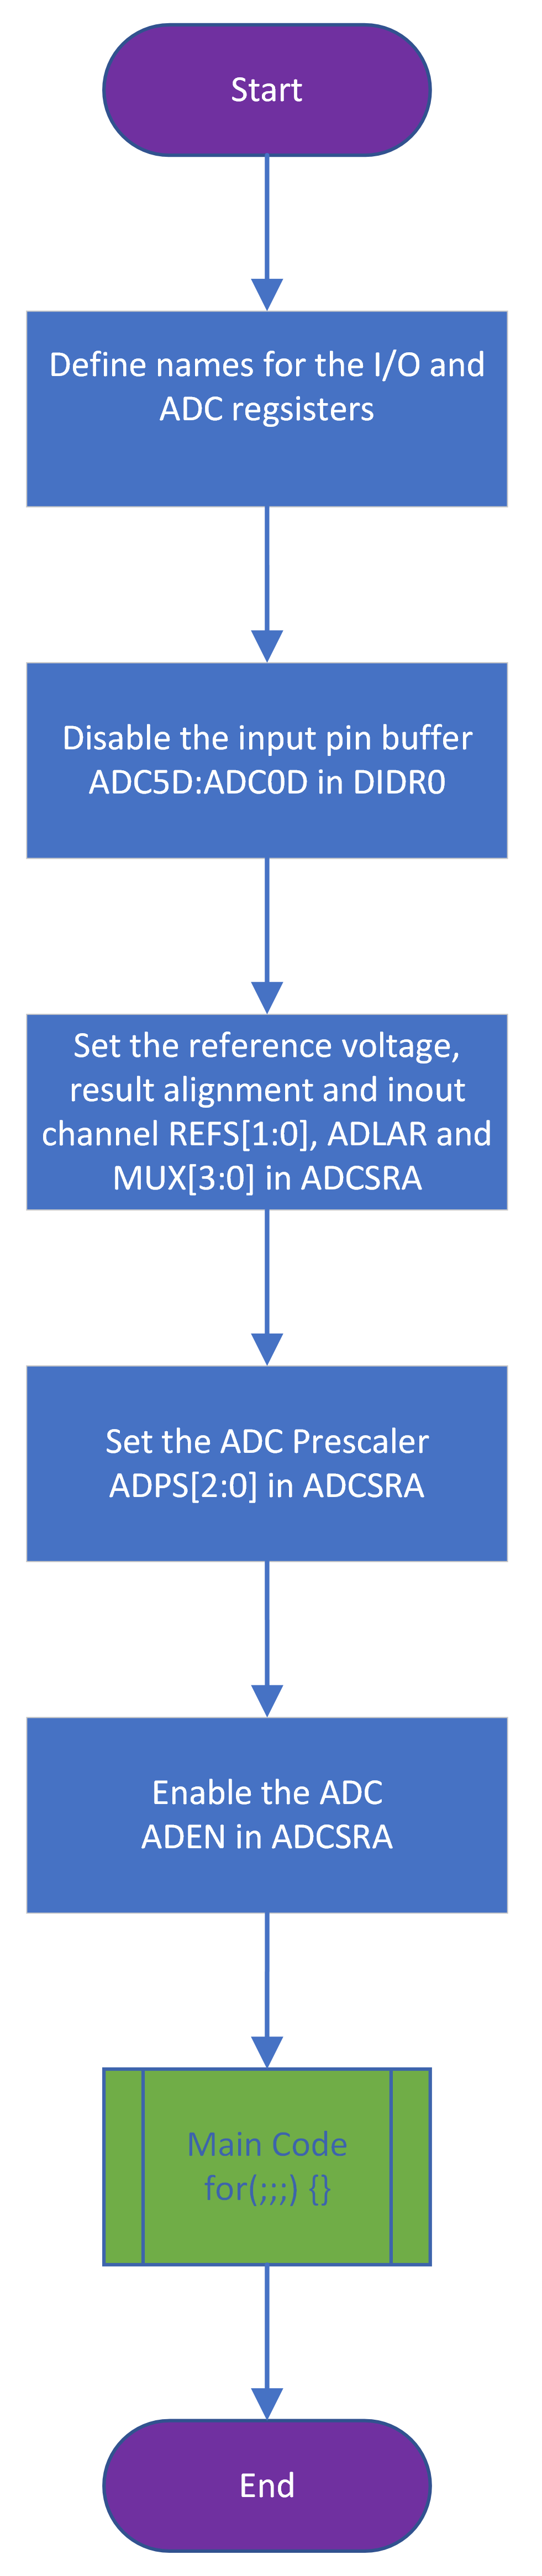 Start
Define names for the I/O and
ADC regsisters
Disable the input pin buffer
ADC5D:ADC0D in DIDR0
Set the reference voltage,
result alignment and inout
channel REFS[1:0], ADLAR and
MUX[3:0] in ADCSRA
Set the ADC Prescaler
ADPS[2:0] in ADCSRA
Enable the ADC
ADEN in ADCSRA
Main Code
for(;;;) {}
End